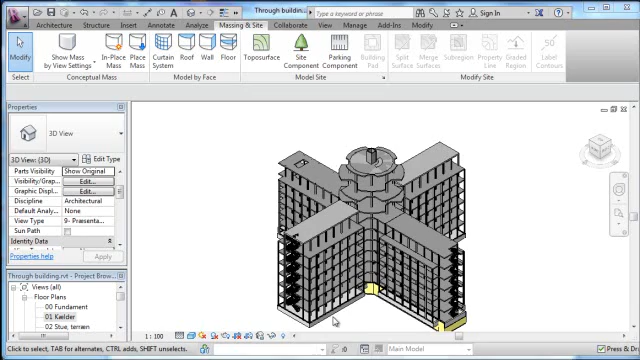 Through buildin...
Type a keyword or phrase
Sign In
Architecture Structure Insert Annotate Analyze Massing & Site Collaborate View Manage Add-Ins Modify
Modify
Show Mass
by View Settings
In-Place
Mass
Place
Mass
Curtain
System
Roof
Wall
Floor
Toposurface
Site
Component
Parking
Component
Building
Pad
Split
Surface
Merge
Surfaces
Subregion
Property
Line
Graded
Region
Label
Contours
Select
Conceptual Mass
Model by Face
Model Site
Modify Site
Properties
3D View
3D View: {3D}
Edit Type
Parts Visibility Show Original
Visibility/Grap... Edit...
Graphic Displ... Edit...
Discipline Architectural
Default Analy... None
View Type 9- Præsenta...
Sun Path
Identity Data
Properties help
Apply
Through building.rvt - Project Brow...
Views (all)
Floor Plans
00 Fundament
01 Kælder
02 Stue, terræn
1 : 100
Click to select, TAB for alternates, CTRL adds, SHIFT unselects.
:0
Main Model
Press & Dr